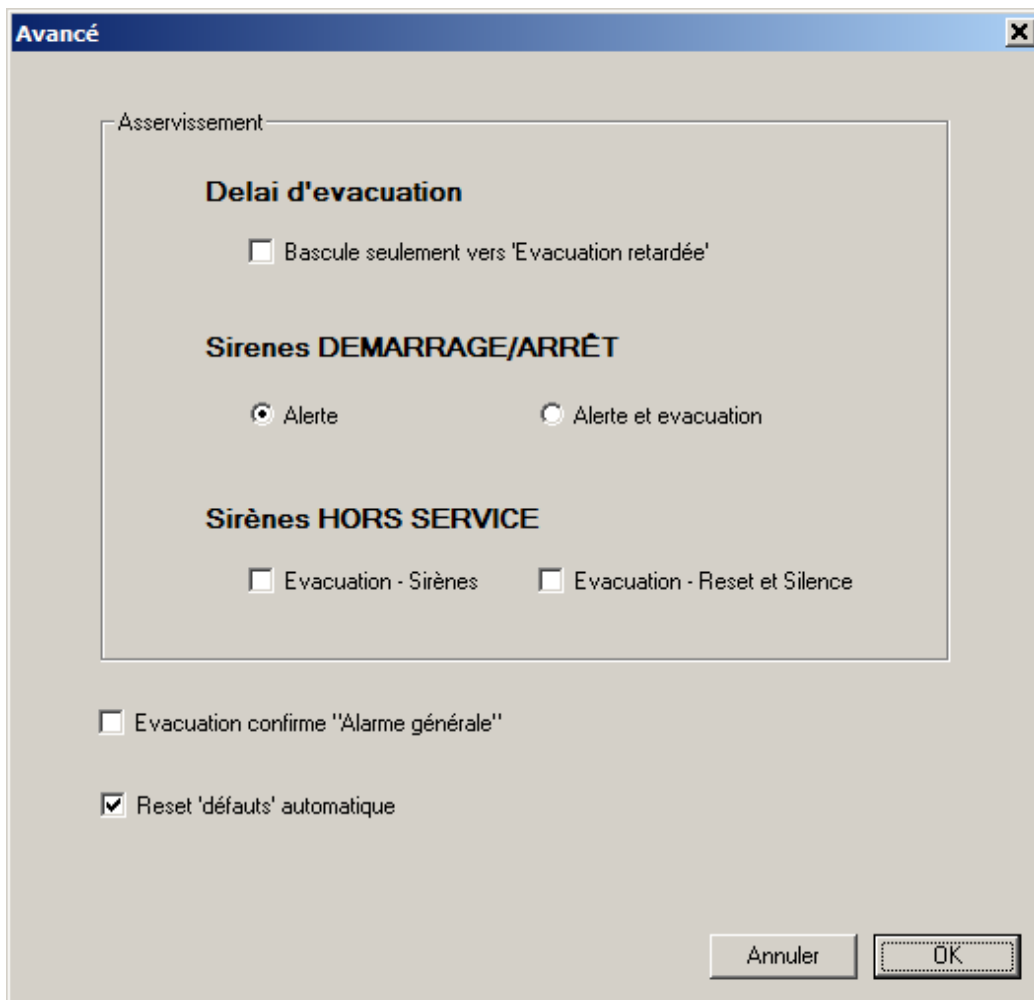 Avancé
Asservissement
Delai d'evacuation
Bascule seulement vers 'Evacuation retardée'
Sirenes DEMARRAGE/ARRÊT
Alerte Alerte et evacuation
Sirènes HORS SERVICE
Evacuation - Sirènes Evacuation - Reset et Silence
Evacuation confirme "Alarme générale"
Reset 'défauts' automatique
Annuler OK